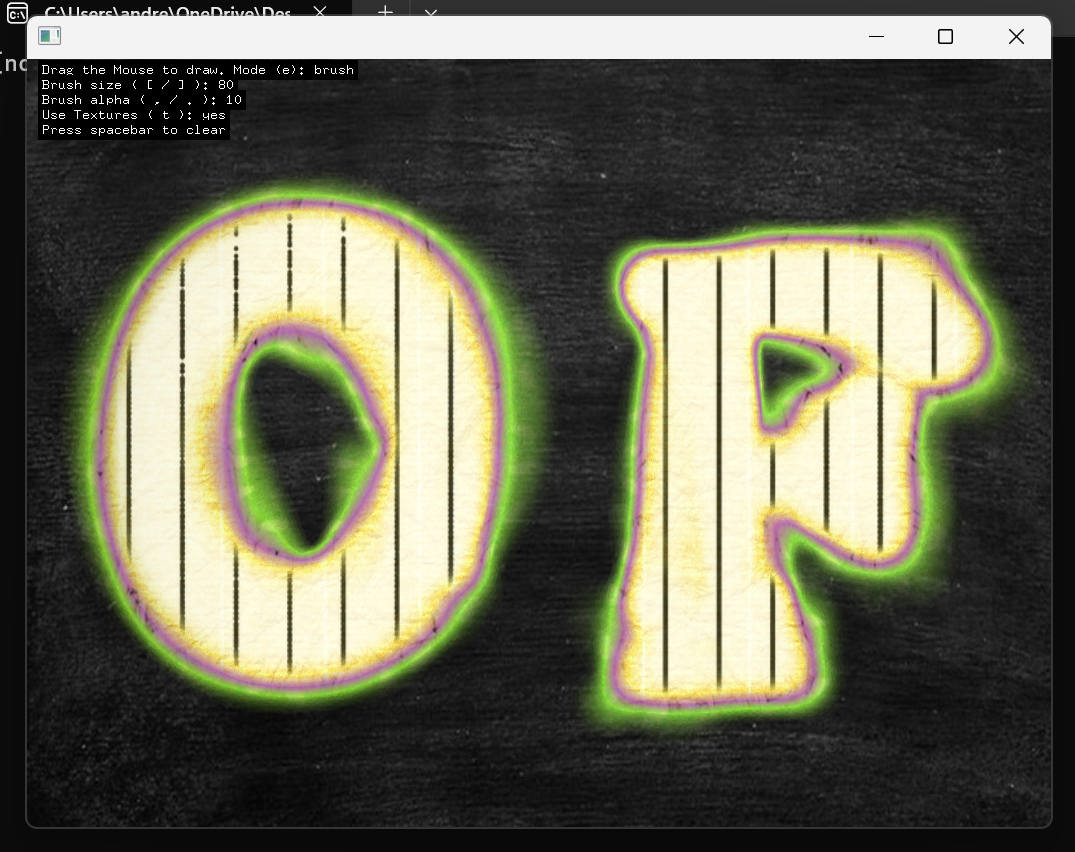 C:\Users\andre\OneDrive\Des
Drag the Mouse to draw. Mode (e): brush
Brush size ( [ / ] ): 80
Brush alpha ( , / . ): 10
Use Textures ( t ): yes
Press spacebar to clear
OF